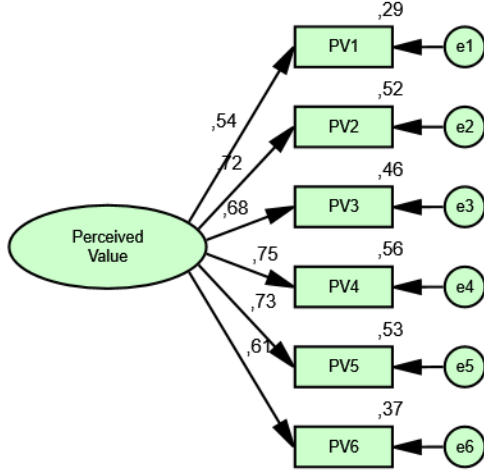 ,29
PV1
e1
,54
,52
PV2
e2
,72
,46
PV3
e3
,68
Perceived
Value
,56
PV4
e4
,75
,53
PV5
e5
,73
,37
PV6
e6
,61